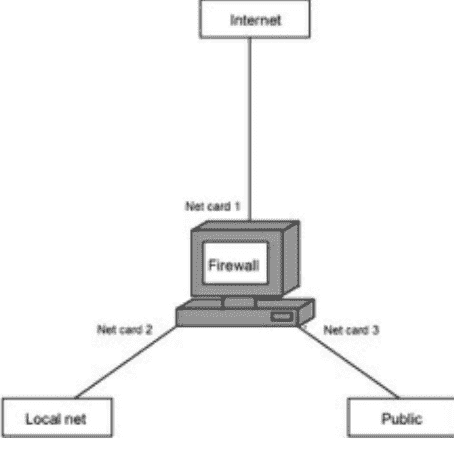 Internet
Net card 1
Firewall
Net card 2
Net card 3
Local net
Public